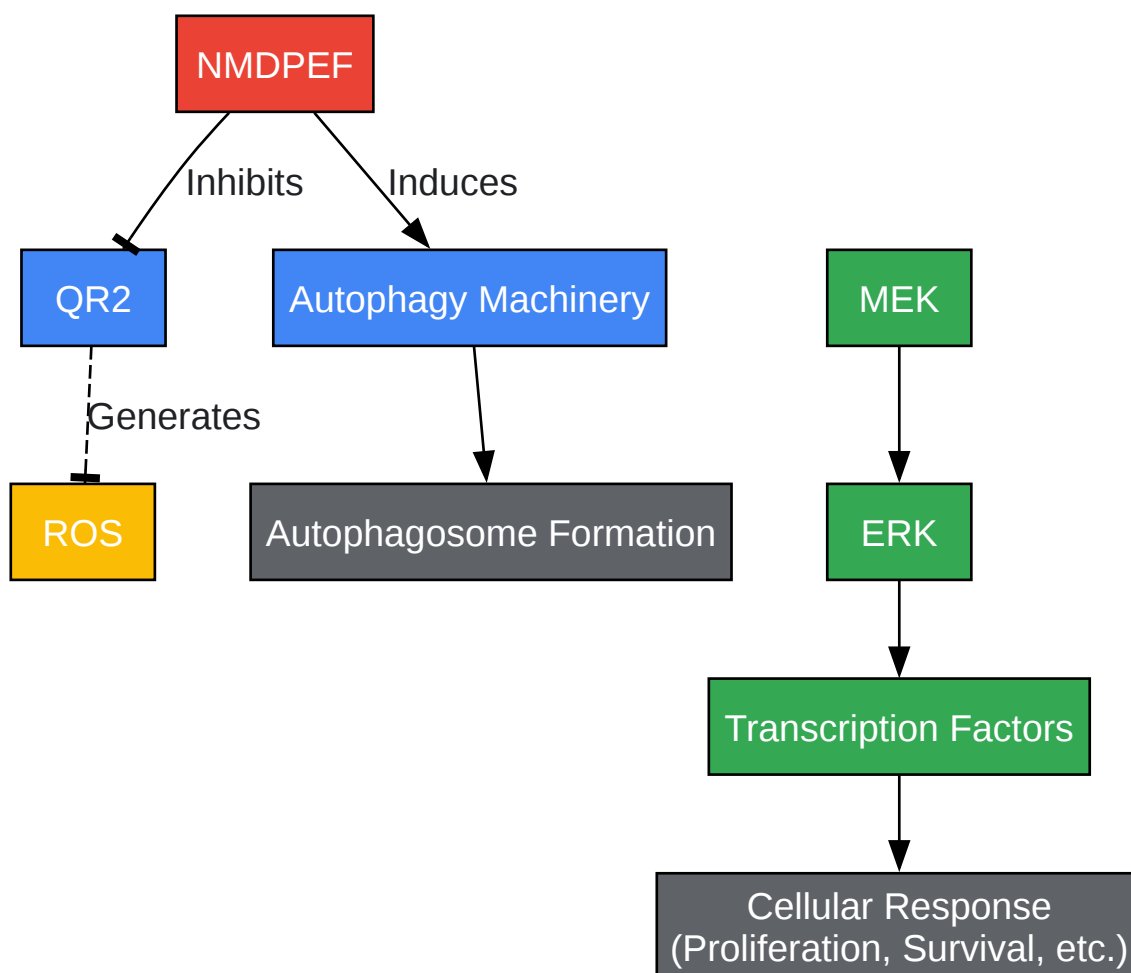 NMDPEF
Inhibits
Induces
QR2
Autophagy Machinery
MEK
Generates
ROS
Autophagosome Formation
ERK
Transcription Factors
Cellular Response
(Proliferation, Survival, etc.)